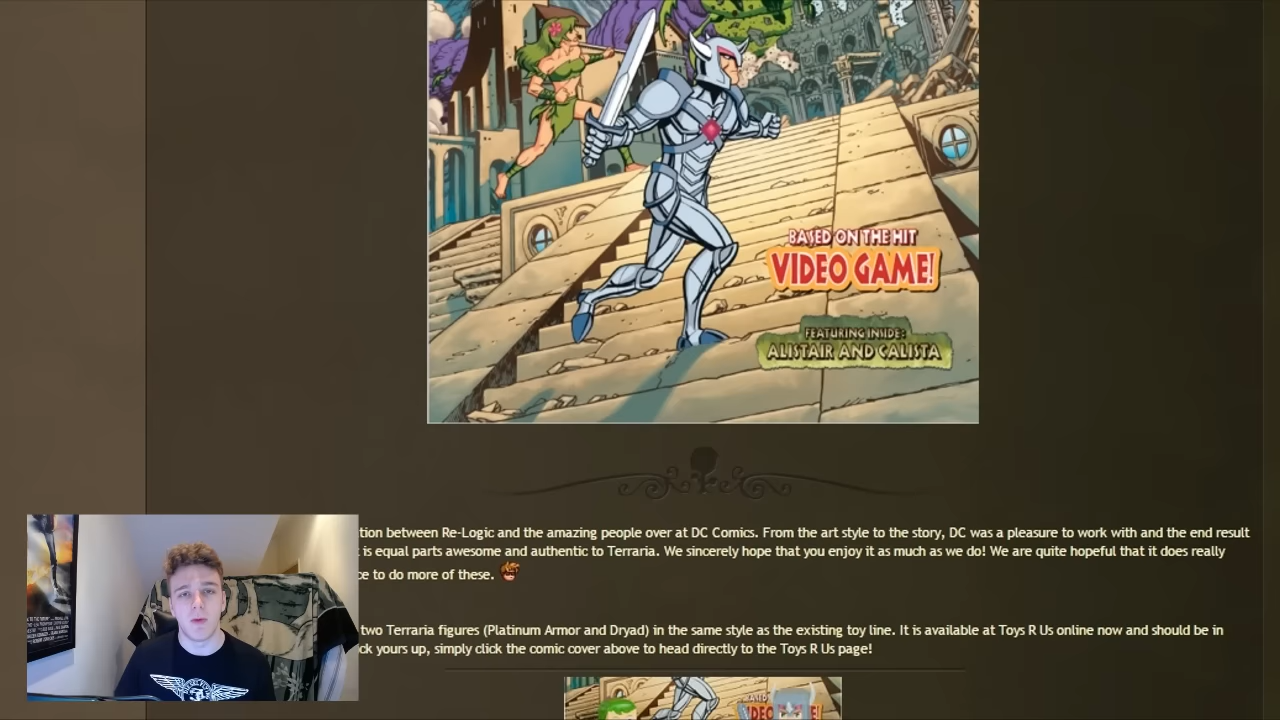 BASED ON THE HIT
VIDEO GAME!
FEATURING INSIDE:
ALISTAIR AND CALISTA
tion between Re-Logic and the amazing people over at DC Comics. From the art style to the story, DC was a pleasure to work with and the end result
is equal parts awesome and authentic to Terraria. We sincerely hope that you enjoy it as much as we do! We are quite hopeful that it does really
ce to do more of these.
two Terraria figures (Platinum Armor and Dryad) in the same style as the existing toy line. It is available at Toys R Us online now and should be in
ck yours up, simply click the comic cover above to head directly to the Toys R Us page!
BASED
VIDEO